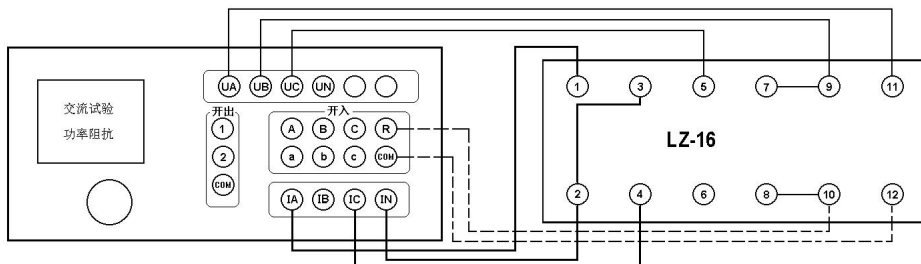 UA UB UC UN
1 3 5 7 9 11
交流试验
功率阻抗
开出
开入
1
2
COM
A B C R
a b c COM
LZ-16
IA IB IC IN
2 4 6 8 10 12